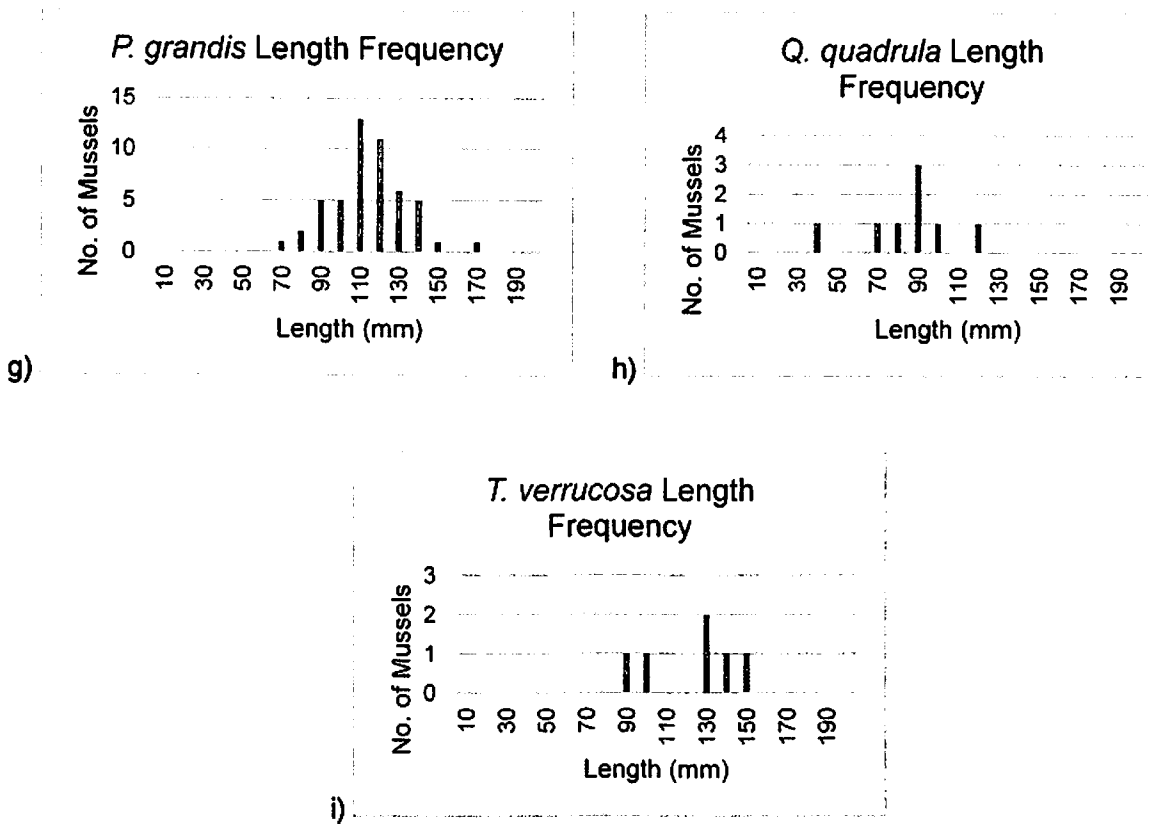 P. grandis Length Frequency
No. of Mussels
15
10
5
0
10 30 50 70 90 110 130 150 170 190
Length (mm)
g)
Q. quadrula Length
Frequency
No. of Mussels
4
3
2
1
0
10 30 50 70 90 110 130 150 170 190
Length (mm)
h)
T. verrucosa Length
Frequency
No. of Mussels
3
2
1
0
10 30 50 70 90 110 130 150 170 190
Length (mm)
i)